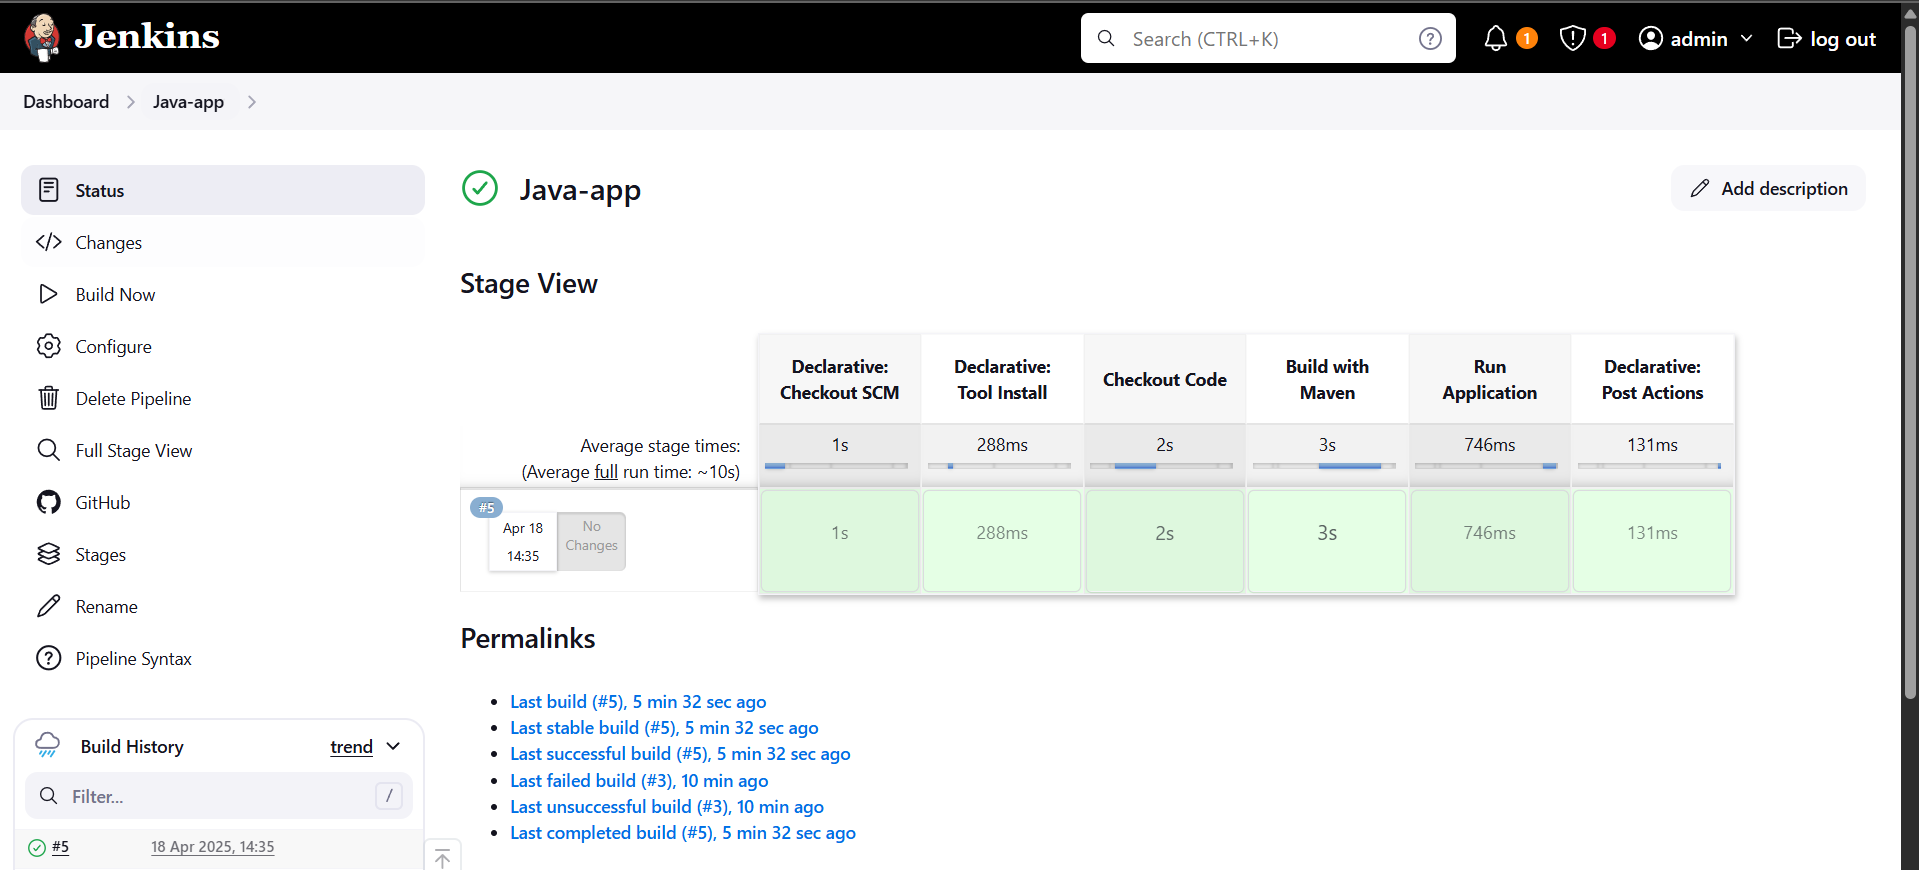 Jenkins
Search (CTRL+K)
1
1
admin
log out
Dashboard
Java-app
Status
Changes
Build Now
Configure
Delete Pipeline
Full Stage View
GitHub
Stages
Rename
Pipeline Syntax
Build History
trend
Filter...
/
#5
18 Apr 2025, 14:35
Java-app
Add description
Stage View
Declarative:
Checkout SCM
Declarative:
Tool Install
Checkout Code
Build with
Maven
Run
Application
Declarative:
Post Actions
Average stage times:
(Average full run time: ~10s)
1s
288ms
2s
3s
746ms
131ms
#5
Apr 18
14:35
No
Changes
1s
288ms
2s
3s
746ms
131ms
Permalinks
Last build (#5), 5 min 32 sec ago
Last stable build (#5), 5 min 32 sec ago
Last successful build (#5), 5 min 32 sec ago
Last failed build (#3), 10 min ago
Last unsuccessful build (#3), 10 min ago
Last completed build (#5), 5 min 32 sec ago